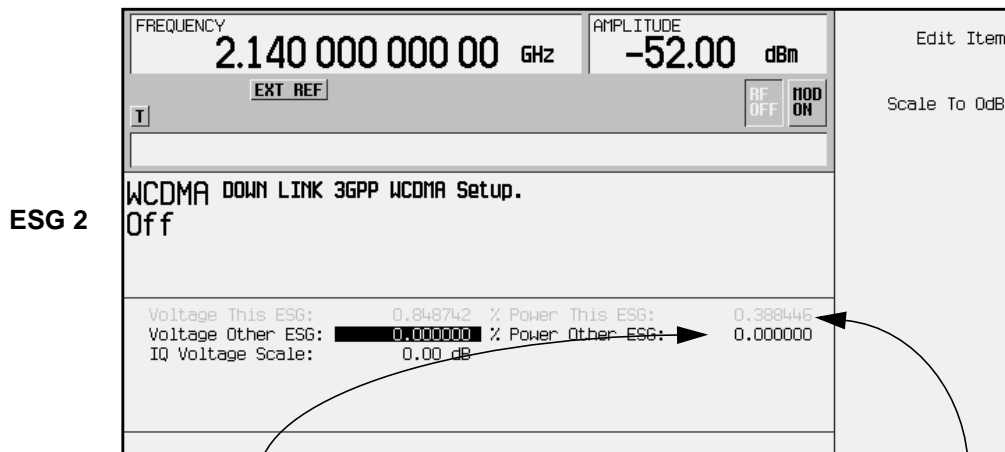 FREQUENCY
2.140 000 000 00 GHz
AMPLITUDE
-52.00 dBm
EXT REF
T
RF OFF
MOD ON
Edit Item
Scale To 0dB
ESG 2
WCDMA DOWN LINK 3GPP WCDMA Setup.
Off
Voltage This ESG: 0.848742 % Power This ESG: 0.388446
Voltage Other ESG: 0.000000 % Power Other ESG: 0.000000
IQ Voltage Scale: 0.00 dB